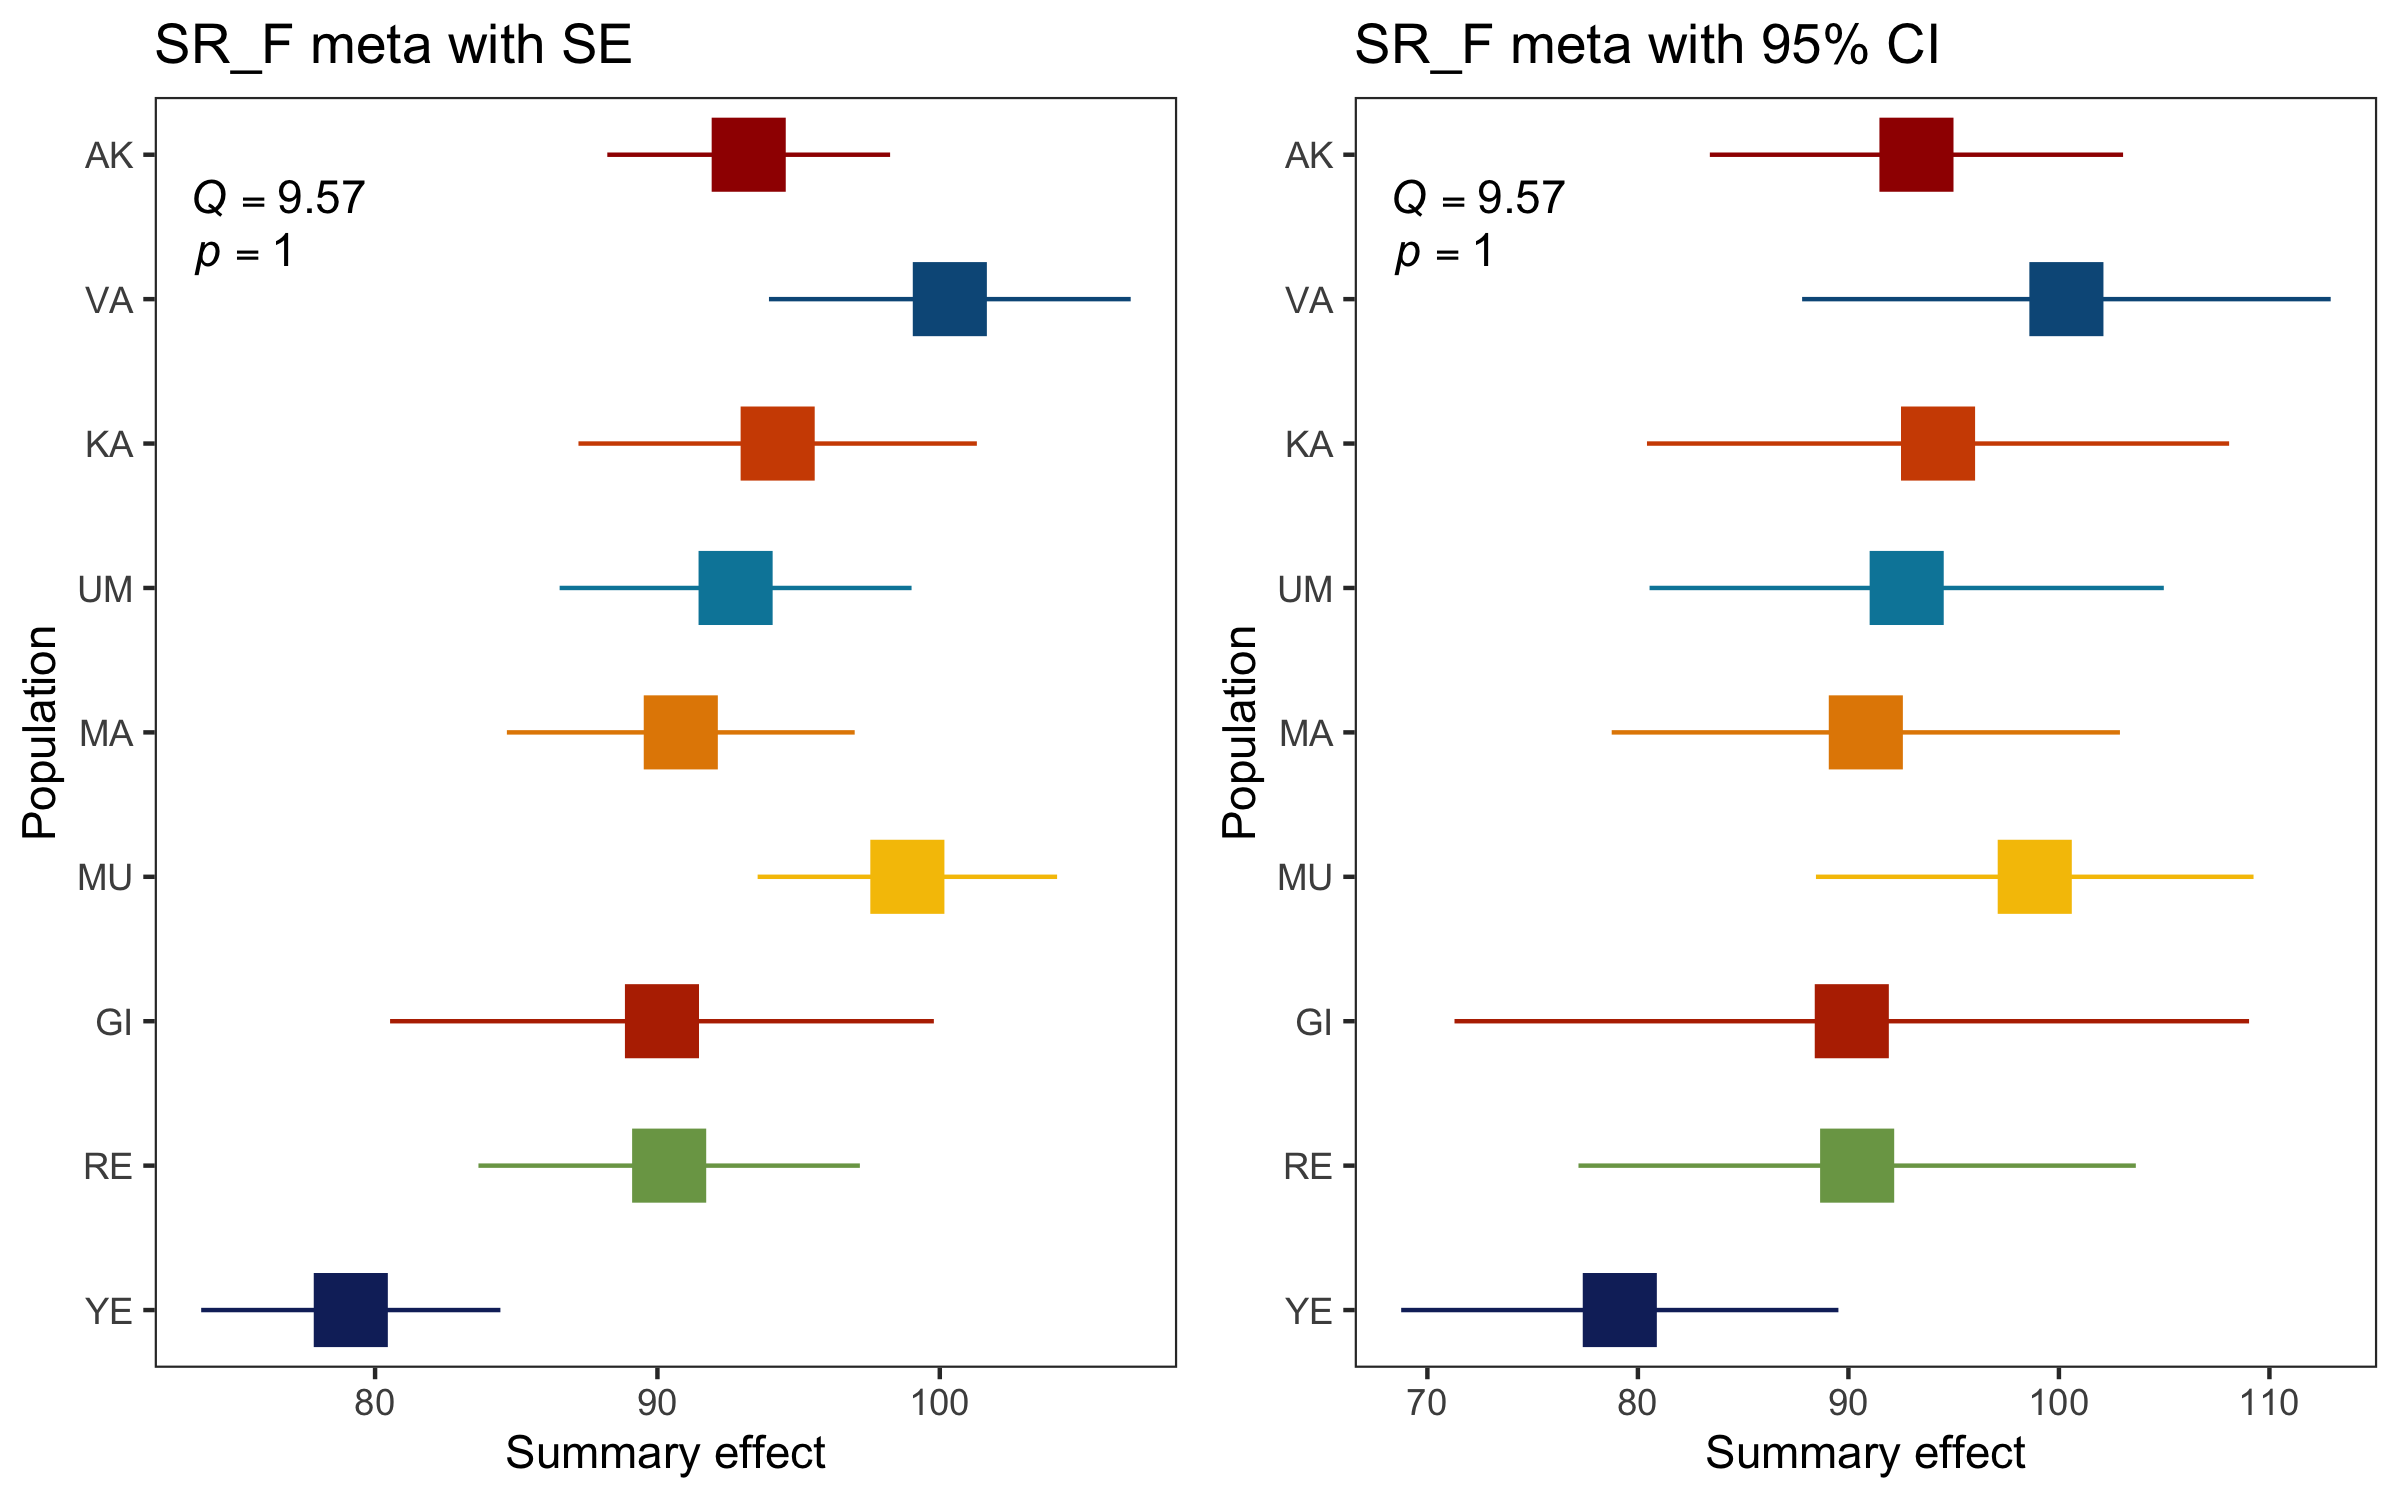 SR_F meta with SE
Q = 9.57
p = 1
Population
AK
VA
KA
UM
MA
MU
GI
RE
YE
80 90 100
Summary effect
SR_F meta with 95% CI
Q = 9.57
p = 1
Population
AK
VA
KA
UM
MA
MU
GI
RE
YE
70 80 90 100 110
Summary effect